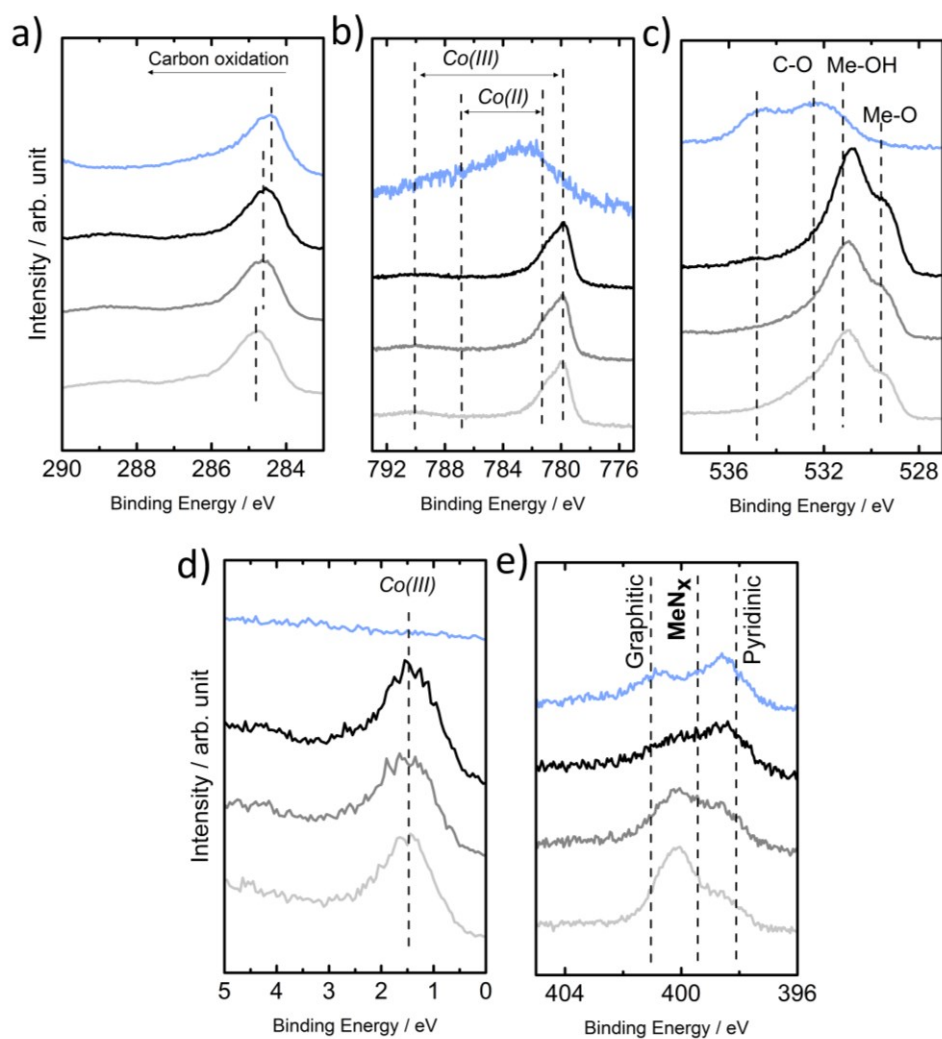 a)
Carbon oxidation
290 288 286 284
Binding Energy / eV
Intensity / arb. unit
b)
Co(III)
Co(II)
792 788 784 780 776
Binding Energy / eV
c)
C-O Me-OH
Me-O
536 532 531 528 527
Binding Energy / eV
d)
Co(III)
5 4 3 2 1 0
Binding Energy / eV
Intensity / arb. unit
e)
Graphitic
MeNx
Pyridinic
404 400 396
Binding Energy / eV